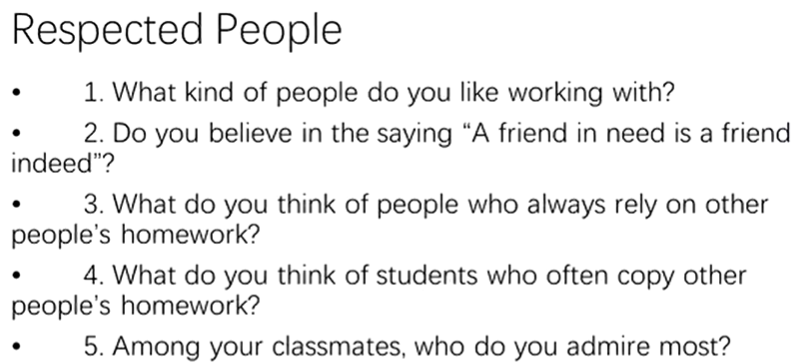 Respected People
• 1. What kind of people do you like working with?
• 2. Do you believe in the saying “A friend in need is a friend
indeed”?
• 3. What do you think of people who always rely on other
people’s homework?
• 4. What do you think of students who often copy other
people’s homework?
• 5. Among your classmates, who do you admire most?